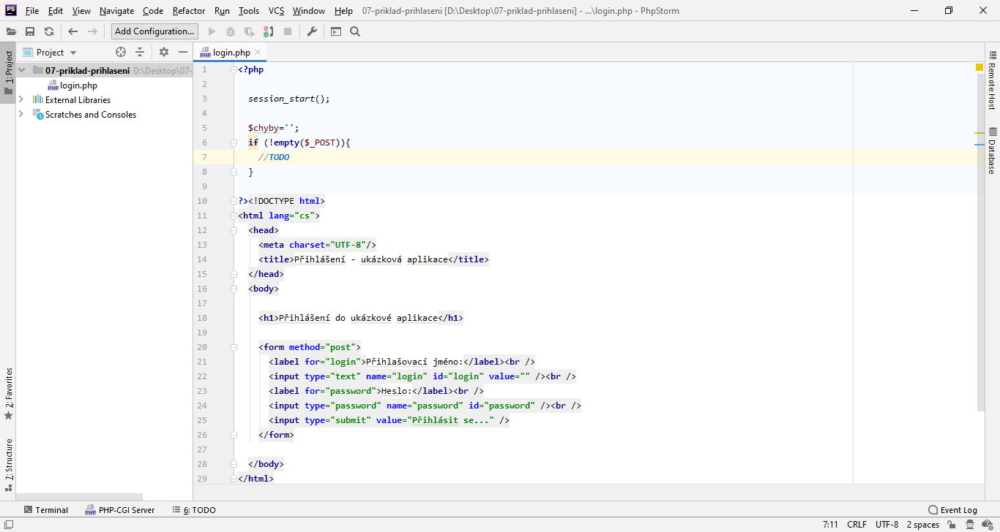 PS File Edit View Navigate Code Refactor Run Tools VCS Window Help 07-priklad-prihlaseni [D:\Desktop\07-priklad-prihlaseni] - ...\login.php - PhpStorm
Add Configuration...
Project
login.php
1: Project
07-priklad-prihlaseni D:\Desktop\07-
login.php
External Libraries
Scratches and Consoles
2: Favorites
7: Structure
1 <?php
2
3 session_start();
4
5 $chyby='';
6 if (!empty($_POST)){
7 //TODO
8 }
9
10 ?><!DOCTYPE html>
11 <html lang="cs">
12 <head>
13 <meta charset="UTF-8"/>
14 <title>Přihlášení - ukázková aplikace</title>
15 </head>
16 <body>
17
18 <h1>Přihlášení do ukázkové aplikace</h1>
19
20 <form method="post">
21 <label for="login">Přihlašovací jméno:</label><br />
22 <input type="text" name="login" id="login" value="" /><br />
23 <label for="password">Heslo:</label><br />
24 <input type="password" name="password" id="password" /><br />
25 <input type="submit" value="Přihlásit se..." />
26 </form>
27
28 </body>
29 </html>
Remote Host
Database
Terminal PHP-CGI Server 6: TODO Event Log
7:11 CRLF UTF-8 2 spaces